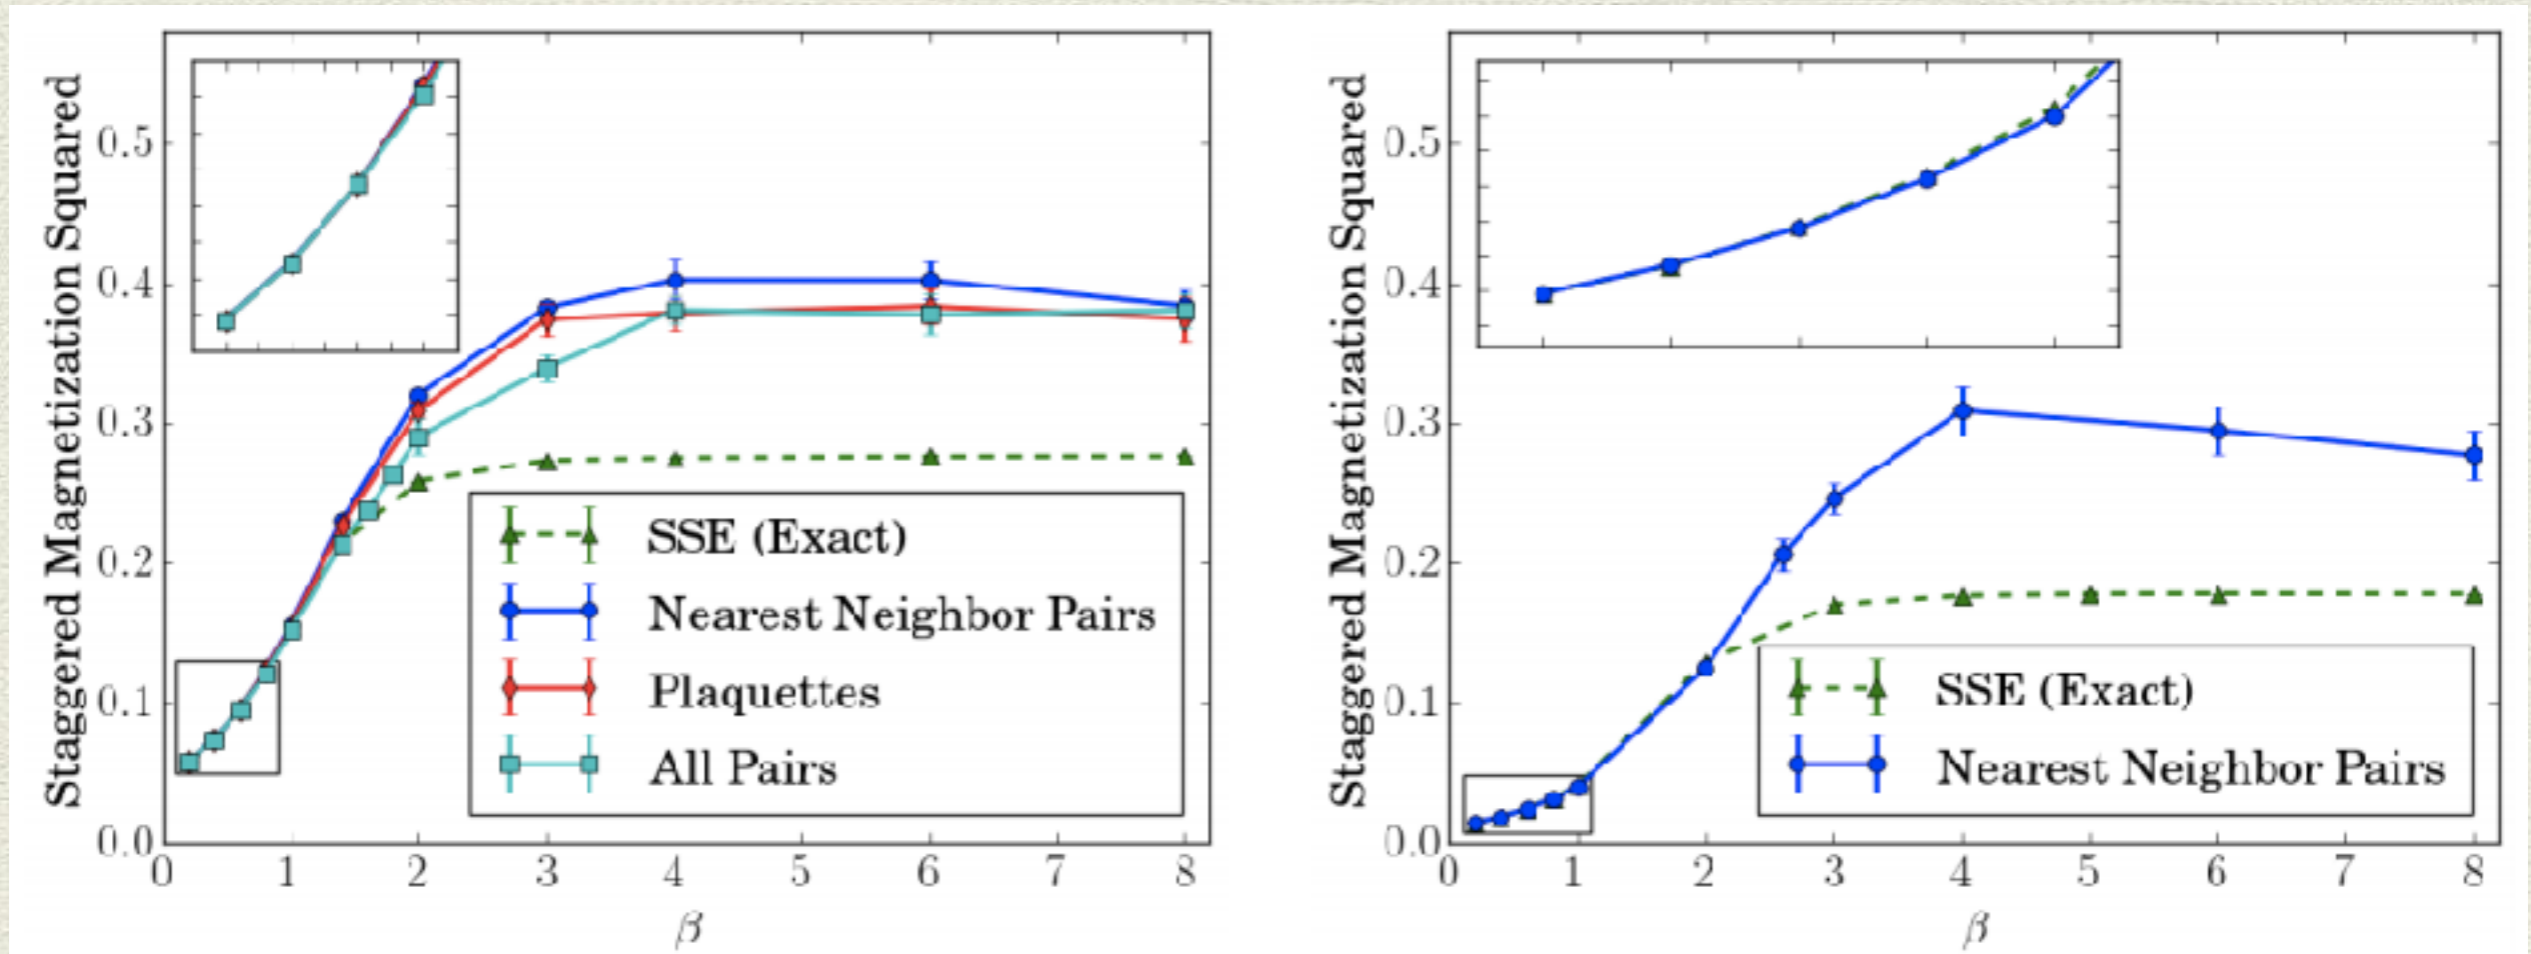 Staggered Magnetization Squared
0.5
0.4
0.3
0.2
0.1
0.0
SSE (Exact)
Nearest Neighbor Pairs
Plaquettes
All Pairs
0 1 2 3 4 5 6 7 8
β
Staggered Magnetization Squared
0.5
0.4
0.3
0.2
0.1
0.0
SSE (Exact)
Nearest Neighbor Pairs
0 1 2 3 4 5 6 7 8
β